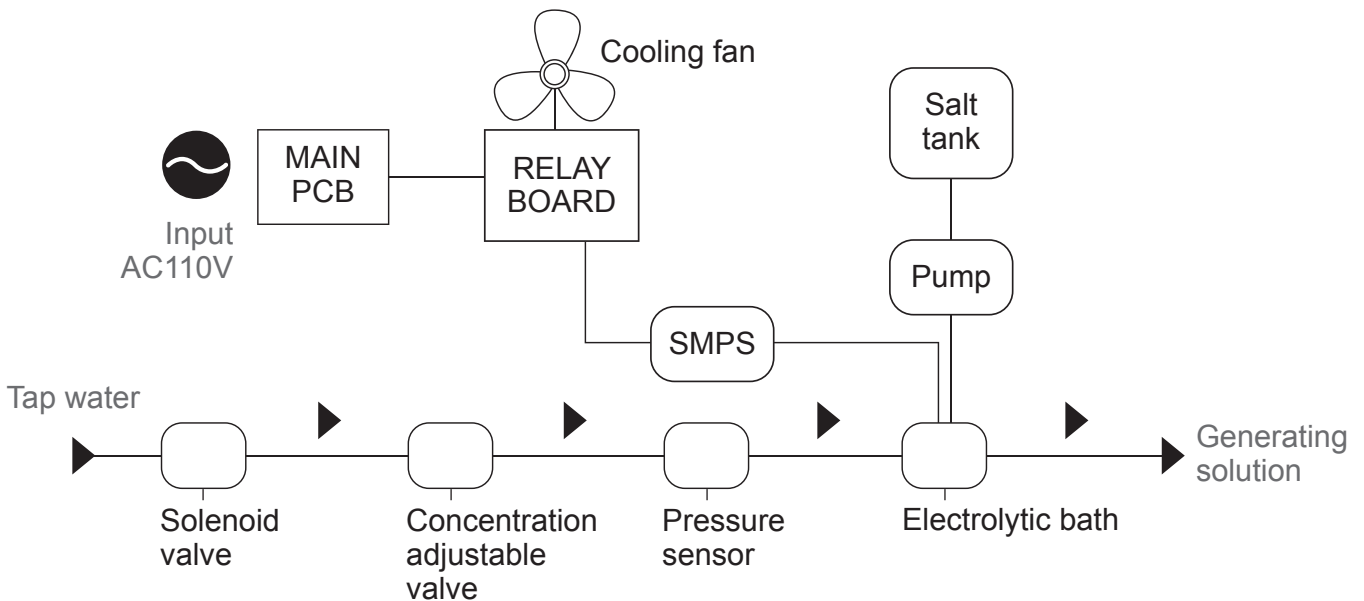 Cooling fan
Salt
tank
MAIN
PCB
RELAY
BOARD
Input
AC110V
Pump
SMPS
Tap water
Generating
solution
Solenoid
valve
Concentration
adjustable
valve
Pressure
sensor
Electrolytic bath